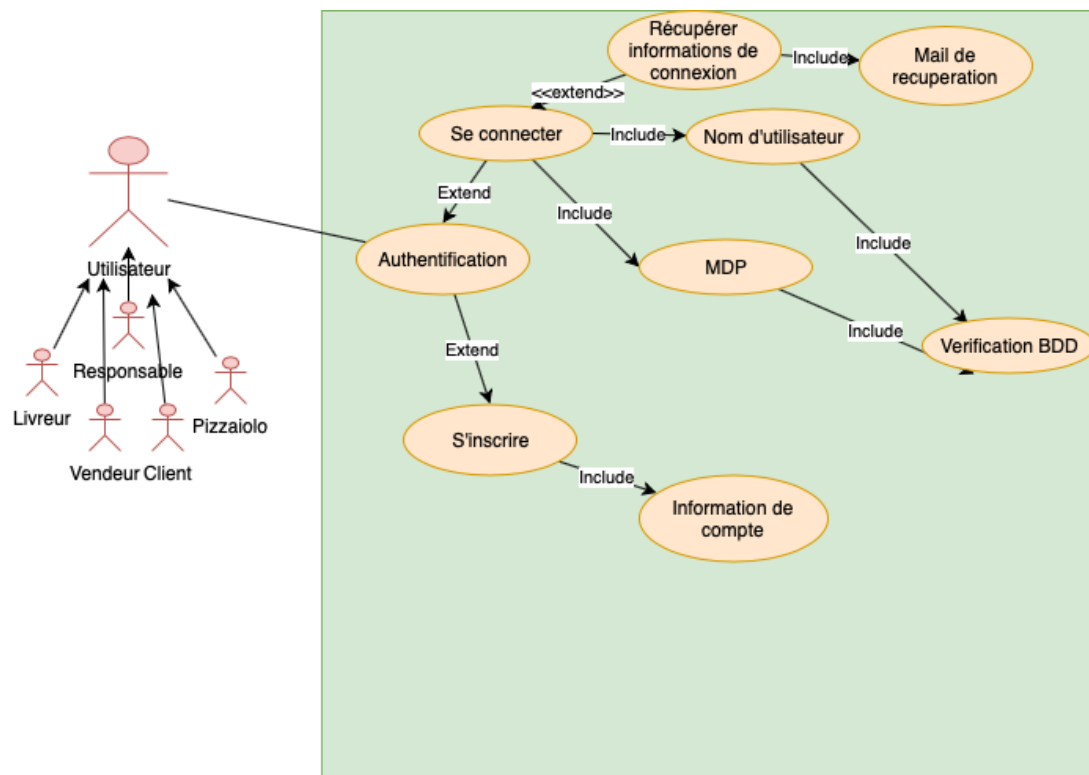 Récupérer
informations de
connexion
Include
Mail de
recuperation
<<extend>>
Se connecter
Include
Nom d'utilisateur
Extend
Include
Authentification
MDP
Include
Utilisateur
Include
Verification BDD
Extend
Responsable
Livreur
Pizzaiolo
S'inscrire
Vendeur
Client
Include
Information de
compte